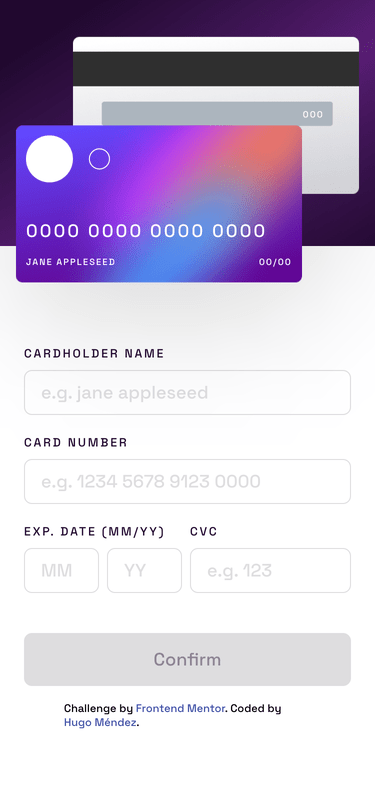 000
0000 0000 0000 0000
JANE APPLESEED 00/00
CARDHOLDER NAME
e.g. jane appleseed
CARD NUMBER
e.g. 1234 5678 9123 0000
EXP. DATE (MM/YY) CVC
MM YY e.g. 123
Confirm
Challenge by Frontend Mentor. Coded by
Hugo Méndez.